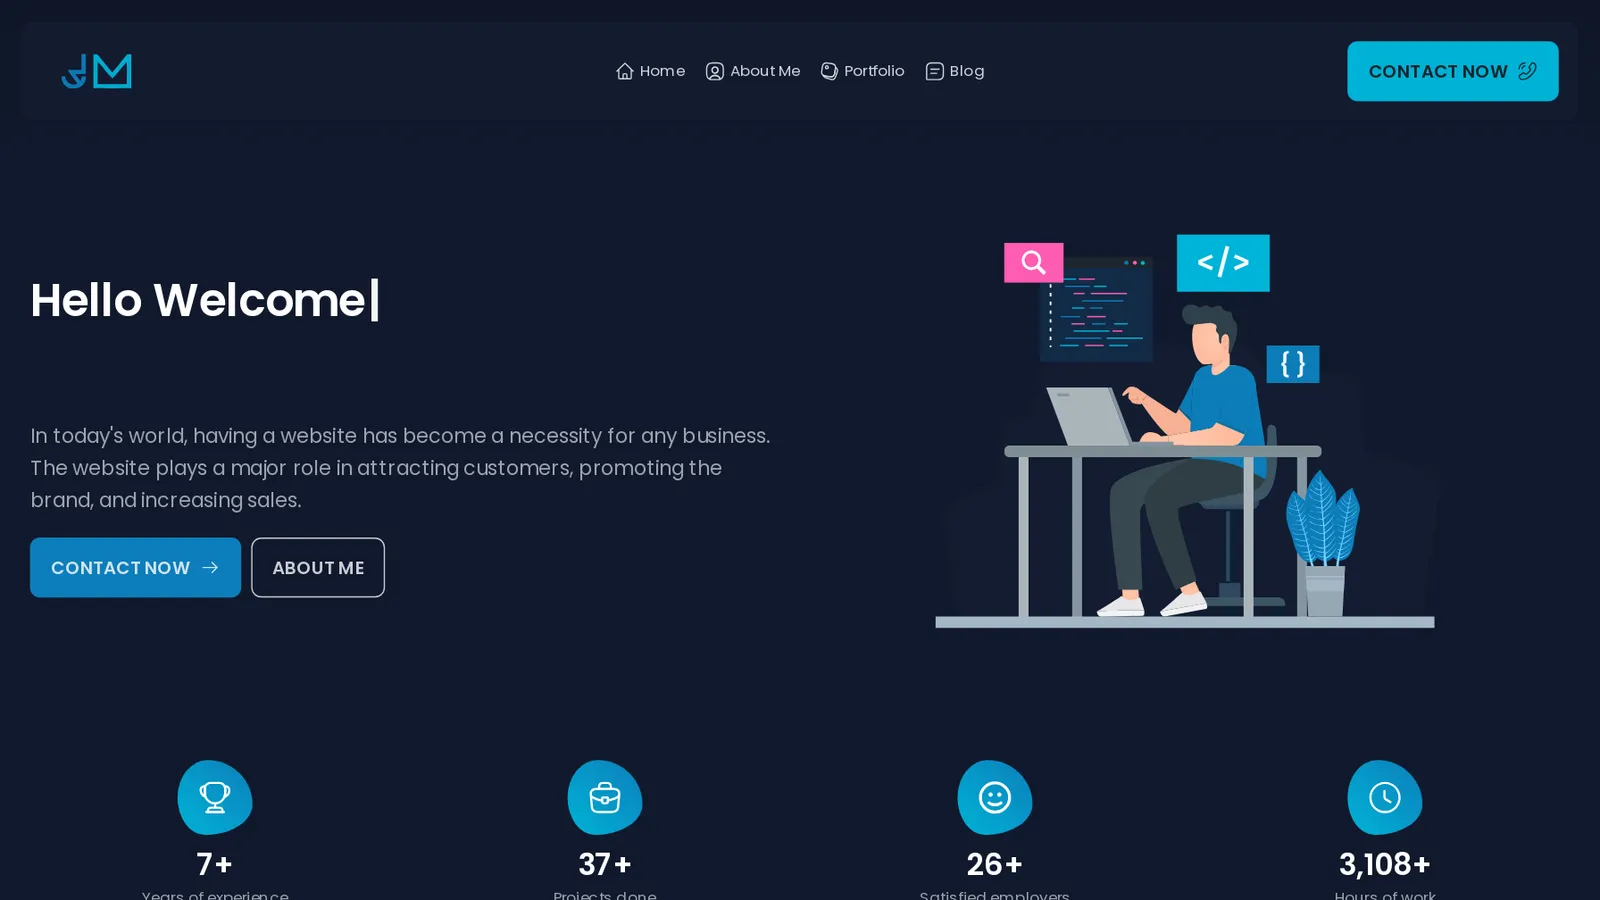 Home
About Me
Portfolio
Blog
CONTACT NOW
</>
Hello Welcome|
{ }
In today's world, having a website has become a necessity for any business.
The website plays a major role in attracting customers, promoting the
brand, and increasing sales.
CONTACT NOW
ABOUT ME
7+
37+
26+
3,108+
Years of experience
Projects done
Satisfied employers
Hours of work